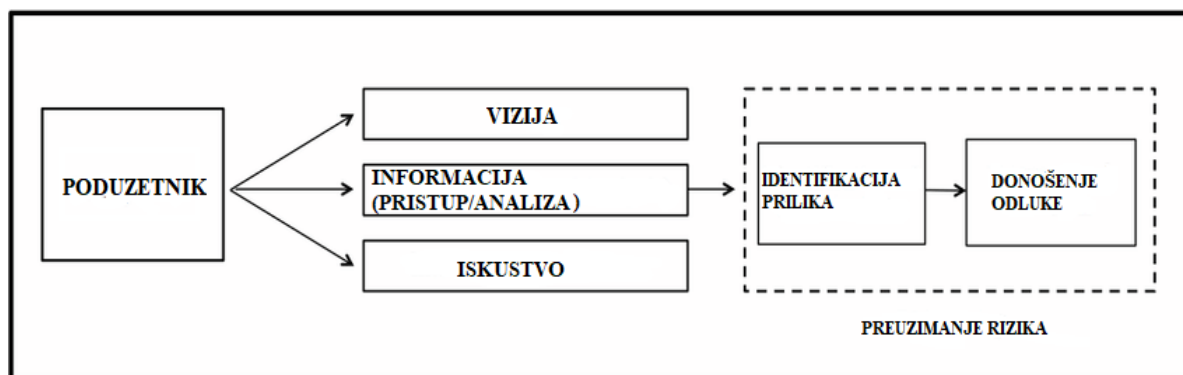 PODUZETNIK
VIZIJA
INFORMACIJA
(PRISTUP/ANALIZA)
ISKUSTVO
IDENTIFIKACIJA
PRILIKA
DONOŠENJE
ODLUKE
PREUZIMANJE RIZIKA